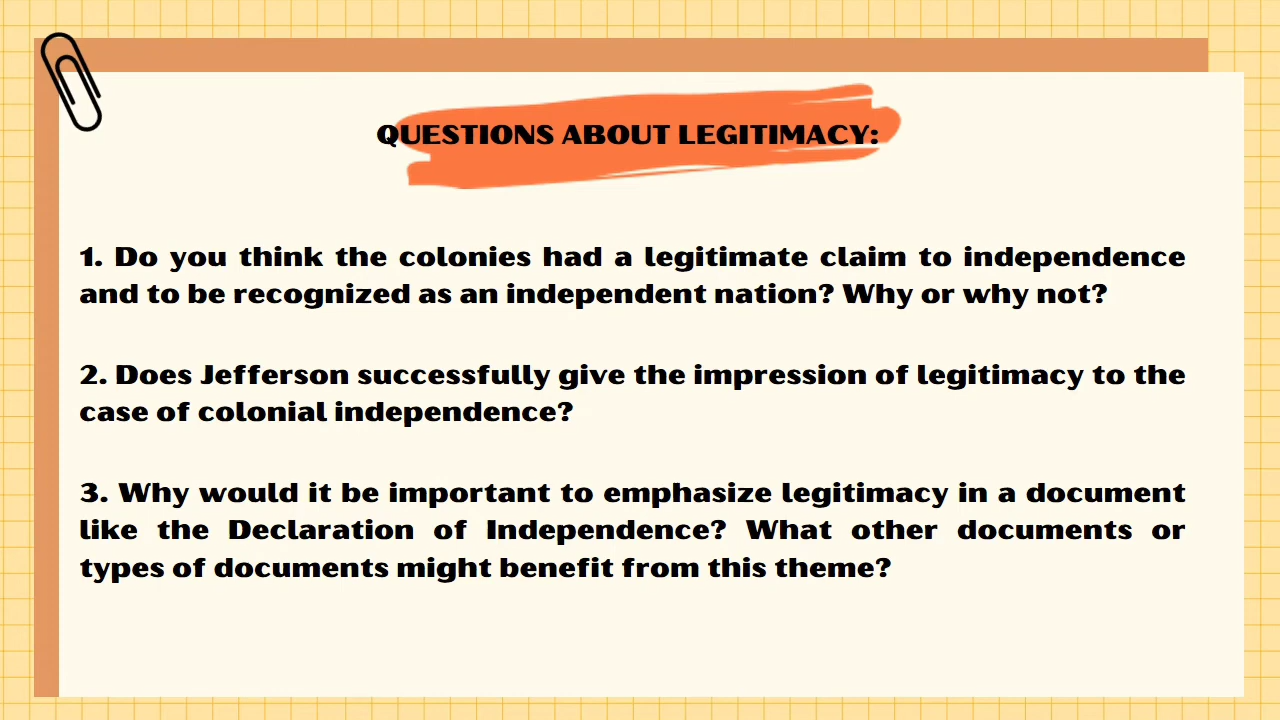 QUESTIONS ABOUT LEGITIMACY:
1. Do you think the colonies had a legitimate claim to independence
and to be recognized as an independent nation? Why or why not?
2. Does Jefferson successfully give the impression of legitimacy to the
case of colonial independence?
3. Why would it be important to emphasize legitimacy in a document
like the Declaration of Independence? What other documents or
types of documents might benefit from this theme?